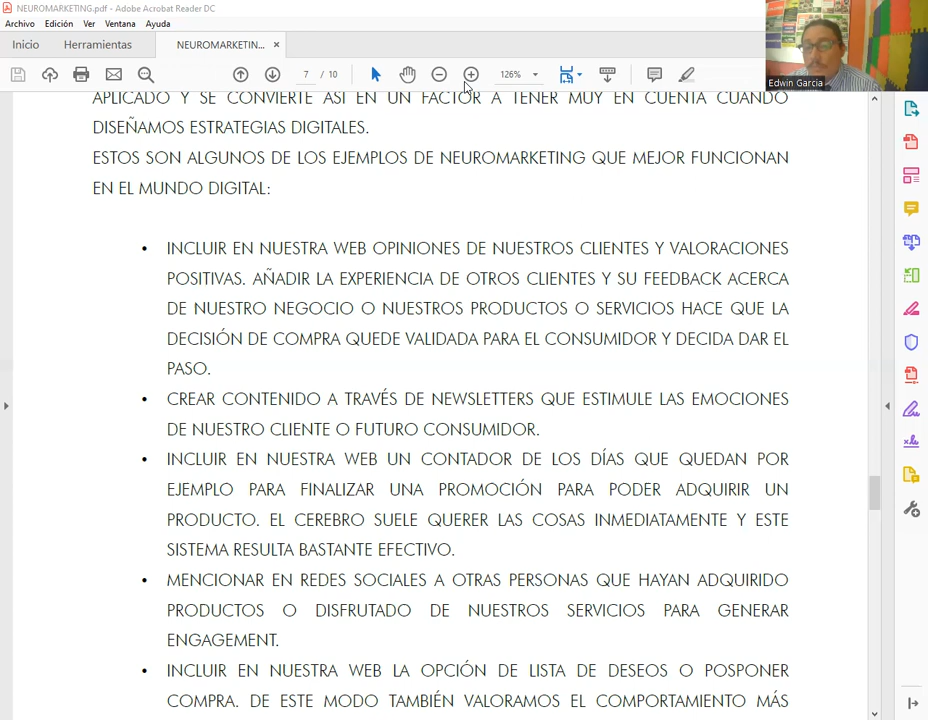 NEUROMARKETING.pdf - Adobe Acrobat Reader DC
Archivo Edición Ver Ventana Ayuda
Inicio Herramientas NEUROMARKETIN... ×
7 / 10 126%
Edwin Garcia
APLICADO Y SE CONVIERTE ASÍ EN UN FACTOR A TENER MUY EN CUENTA CUANDO
DISEÑAMOS ESTRATEGIAS DIGITALES.
ESTOS SON ALGUNOS DE LOS EJEMPLOS DE NEUROMARKETING QUE MEJOR FUNCIONAN
EN EL MUNDO DIGITAL:
• INCLUIR EN NUESTRA WEB OPINIONES DE NUESTROS CLIENTES Y VALORACIONES
POSITIVAS. AÑADIR LA EXPERIENCIA DE OTROS CLIENTES Y SU FEEDBACK ACERCA
DE NUESTRO NEGOCIO O NUESTROS PRODUCTOS O SERVICIOS HACE QUE LA
DECISIÓN DE COMPRA QUEDE VALIDADA PARA EL CONSUMIDOR Y DECIDA DAR EL
PASO.
• CREAR CONTENIDO A TRAVÉS DE NEWSLETTERS QUE ESTIMULE LAS EMOCIONES
DE NUESTRO CLIENTE O FUTURO CONSUMIDOR.
• INCLUIR EN NUESTRA WEB UN CONTADOR DE LOS DÍAS QUE QUEDAN POR
EJEMPLO PARA FINALIZAR UNA PROMOCIÓN PARA PODER ADQUIRIR UN
PRODUCTO. EL CEREBRO SUELE QUERER LAS COSAS INMEDIATAMENTE Y ESTE
SISTEMA RESULTA BASTANTE EFECTIVO.
• MENCIONAR EN REDES SOCIALES A OTRAS PERSONAS QUE HAYAN ADQUIRIDO
PRODUCTOS O DISFRUTADO DE NUESTROS SERVICIOS PARA GENERAR
ENGAGEMENT.
• INCLUIR EN NUESTRA WEB LA OPCIÓN DE LISTA DE DESEOS O POSPONER
COMPRA. DE ESTE MODO TAMBIÉN VALORAMOS EL COMPORTAMIENTO MÁS